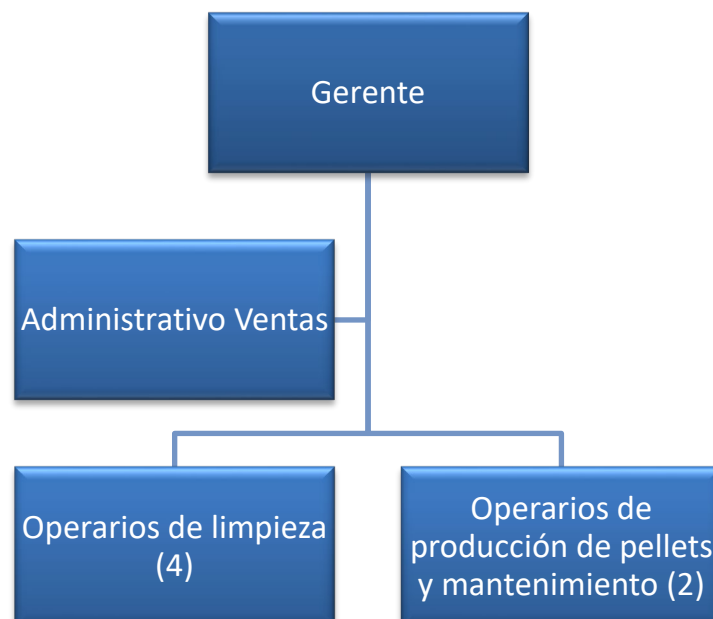 Gerente
Administrativo Ventas
Operarios de limpieza
(4)
Operarios de
producción de pellets
y mantenimiento (2)